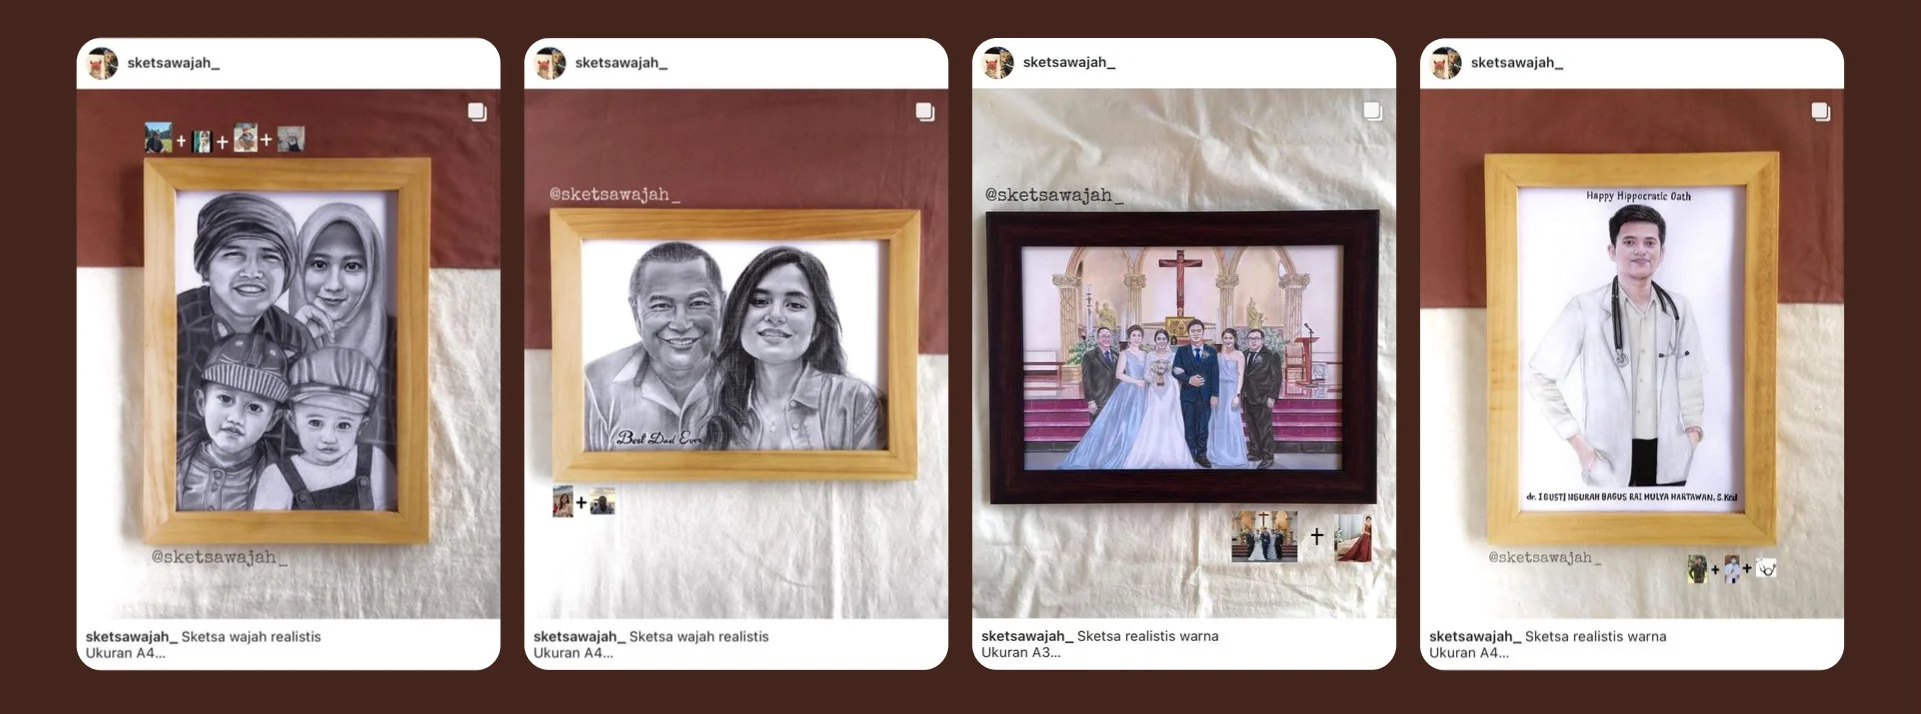 sketsawajah_
@sketsawajah_
sketsawajah_ Sketsa wajah realistis
Ukuran A4...
sketsawajah_
@sketsawajah_
Best Dad Ever
sketsawajah_ Sketsa wajah realistis
Ukuran A4...
sketsawajah_
@sketsawajah_
sketsawajah_ Sketsa realistis warna
Ukuran A3...
sketsawajah_
Happy Hippocratic Oath
dr. I GUSTI NGURAH BAGUS RAI MULYA HARTAWAN, S.Ked
@sketsawajah_
sketsawajah_ Sketsa realistis warna
Ukuran A4...